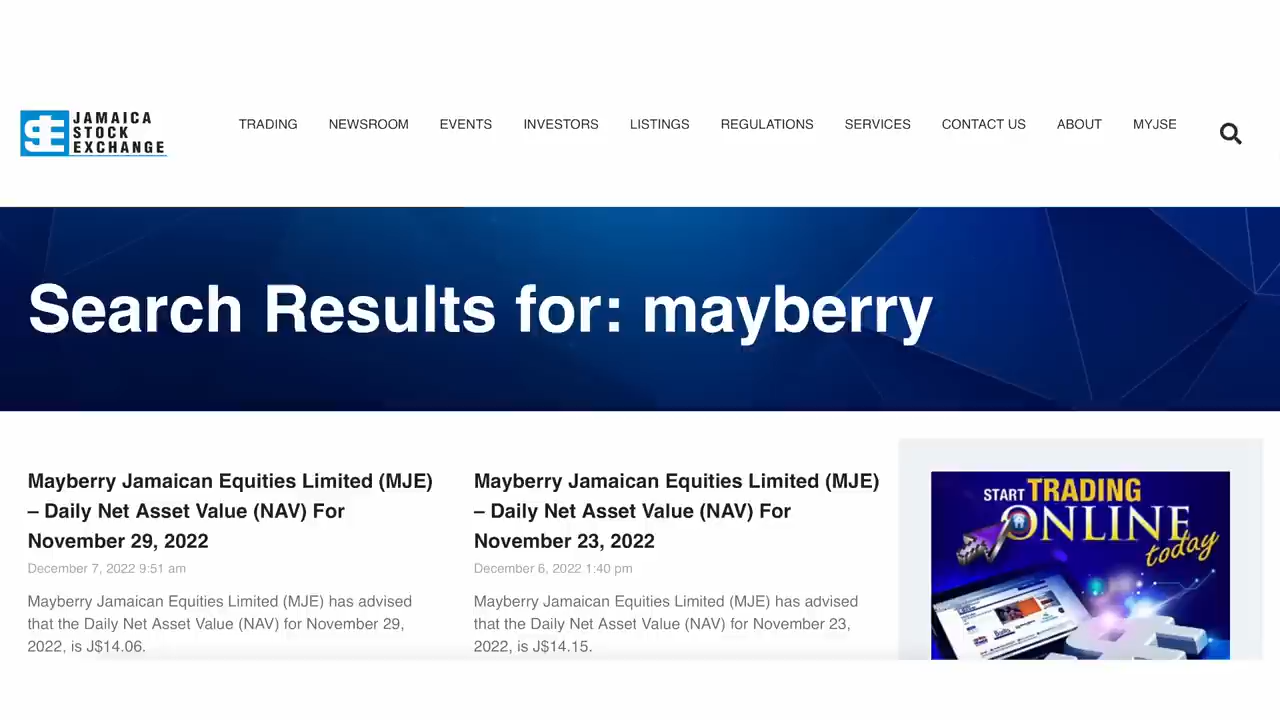 JAMAICA
STOCK
EXCHANGE
TRADING NEWSROOM EVENTS INVESTORS LISTINGS REGULATIONS SERVICES CONTACT US ABOUT MYJSE
Search Results for: mayberry
Mayberry Jamaican Equities Limited (MJE)
– Daily Net Asset Value (NAV) For
November 29, 2022
December 7, 2022 9:51 am
Mayberry Jamaican Equities Limited (MJE) has advised
that the Daily Net Asset Value (NAV) for November 29,
2022, is J$14.06.
Mayberry Jamaican Equities Limited (MJE)
– Daily Net Asset Value (NAV) For
November 23, 2022
December 6, 2022 1:40 pm
Mayberry Jamaican Equities Limited (MJE) has advised
that the Daily Net Asset Value (NAV) for November 23,
2022, is J$14.15.
START TRADING
ONLINE
today